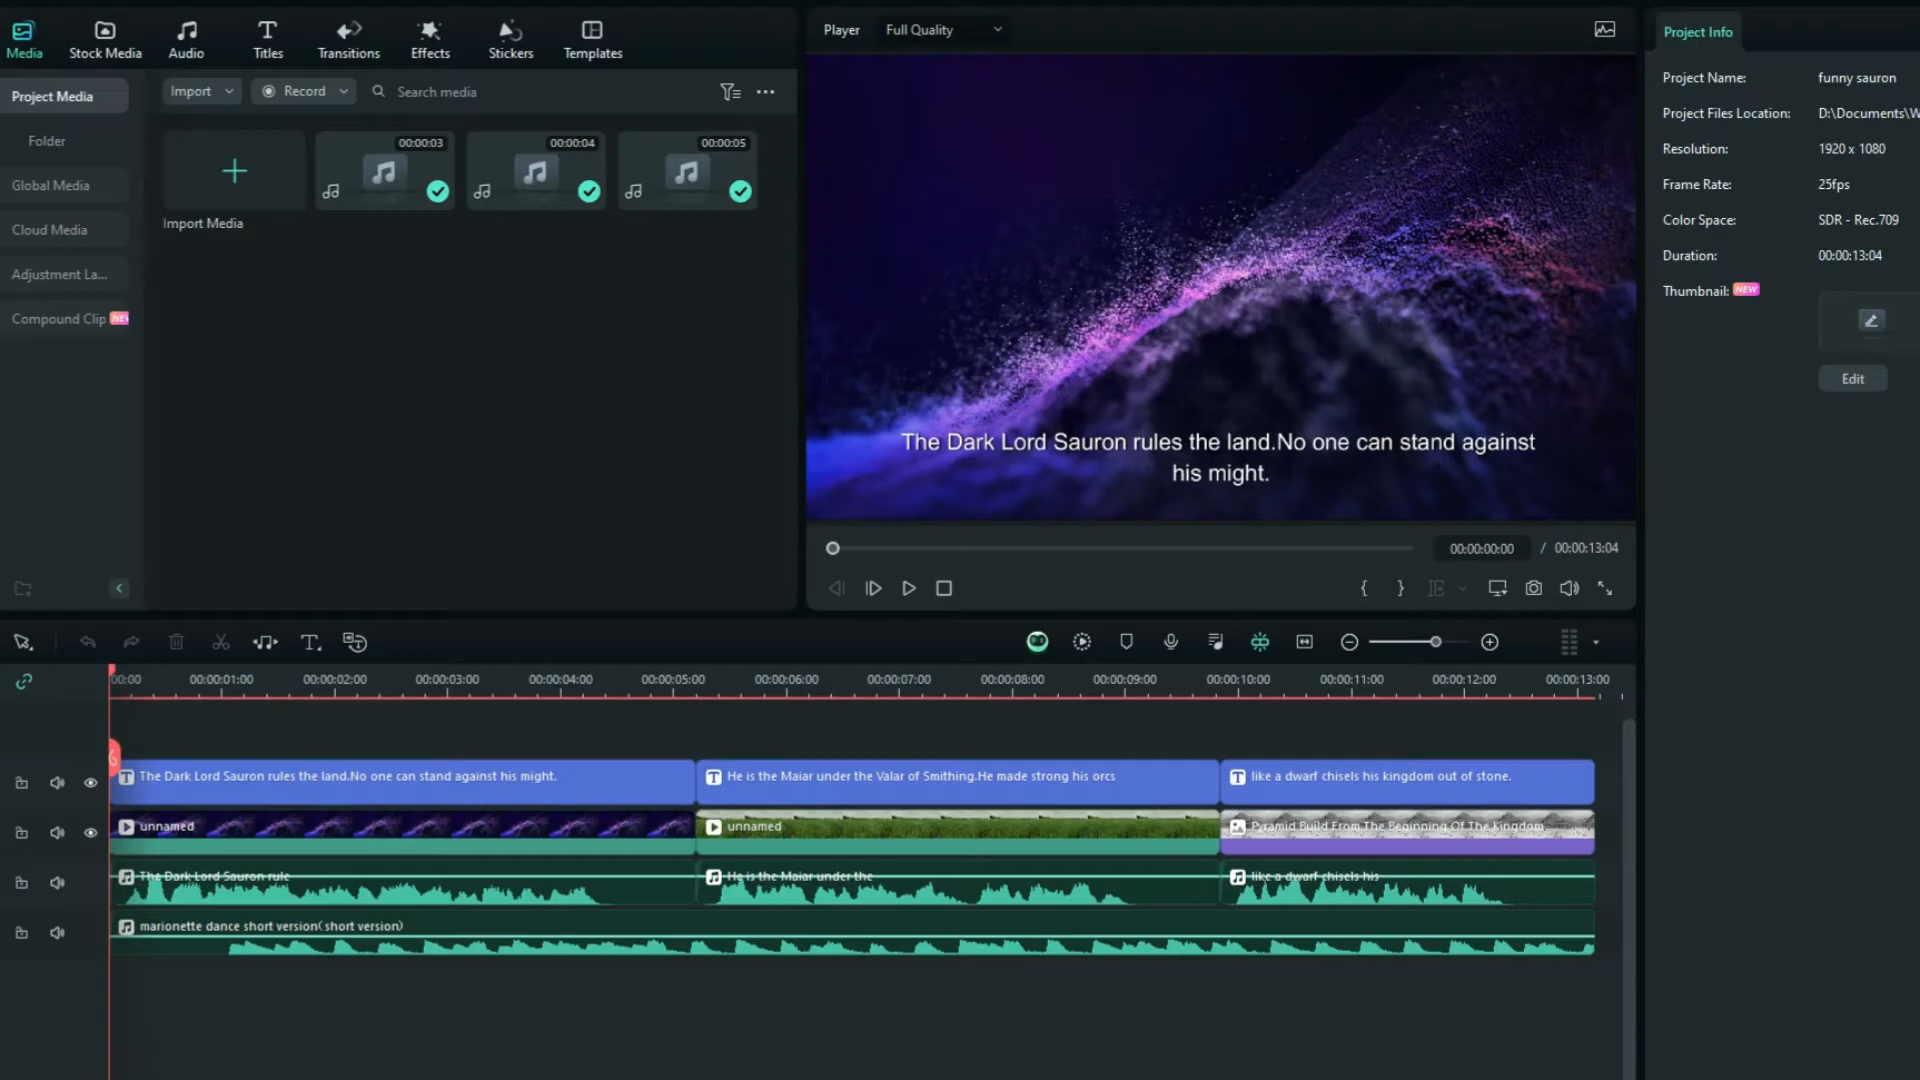 Media
Stock Media
Audio
Titles
Transitions
Effects
Stickers
Templates
Player
Full Quality
Project Info
Project Media
Import
Record
Search media
Folder
Global Media
Cloud Media
Adjustment La...
Compound Clip NEW
00:00:03
00:00:04
00:00:05
Import Media
Project Name:
funny sauron
Project Files Location:
D:\Documents\W
Resolution:
1920 x 1080
Frame Rate:
25fps
Color Space:
SDR - Rec.709
Duration:
00:00:13:04
Thumbnail: NEW
Edit
The Dark Lord Sauron rules the land.No one can stand against
his might.
00:00:00:00 / 00:00:13:04
00:00
00:00:01:00
00:00:02:00
00:00:03:00
00:00:04:00
00:00:05:00
00:00:06:00
00:00:07:00
00:00:08:00
00:00:09:00
00:00:10:00
00:00:11:00
00:00:12:00
00:00:13:00
The Dark Lord Sauron rules the land.No one can stand against his might.
He is the Maiar under the Valar of Smithing.He made strong his orcs
like a dwarf chisels his kingdom out of stone.
unnamed
unnamed
Pyramid Build From The Beginning Of The Kingdom
The Dark Lord Sauron rule
He is the Maiar under the
like a dwarf chisels his
marionette dance short version(short version)